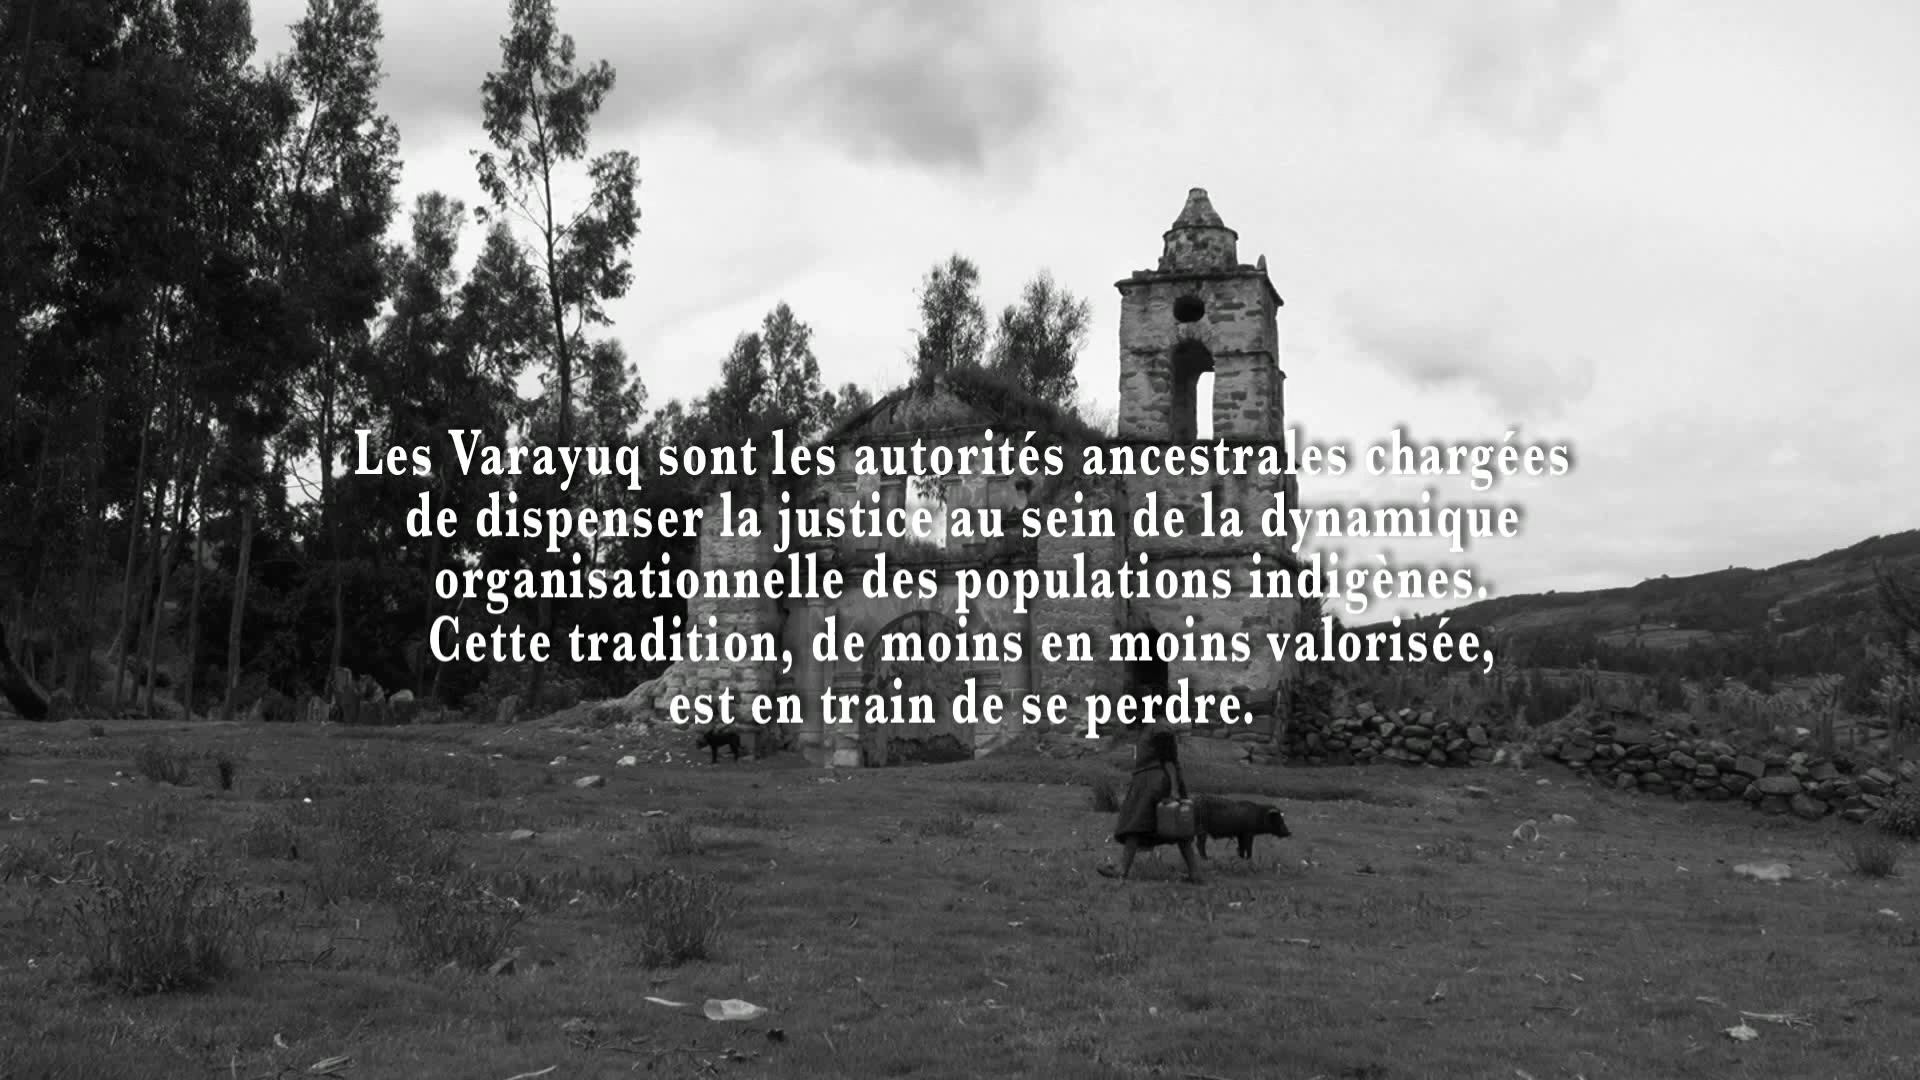 Les Varayuq sont les autorités ancestrales chargées
de dispenser la justice au sein de la dynamique
organisationnelle des populations indigènes.
Cette tradition, de moins en moins valorisée,
est en train de se perdre.